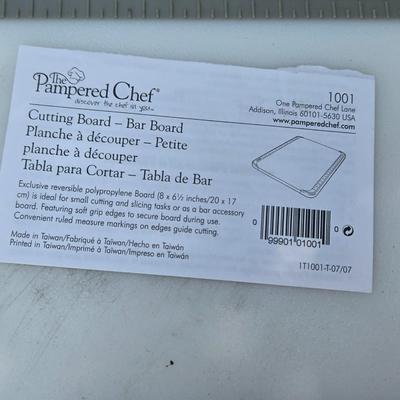 The
Pampered Chef®
discover the chef in you™
1001
One Pampered Chef Lane
Addison, Illinois 60101-5630 USA
www.pamperedchef.com
Cutting Board – Bar Board
Planche à découper – Petite
planche à découper
Tabla para Cortar – Tabla de Bar
Exclusive reversible polypropylene Board (8 x 6½ inches/20 x 17
cm) is ideal for small cutting and slicing tasks or as a bar accessory
board. Featuring soft grip edges to secure board during use.
Convenient ruled measure markings on edges guide cutting.
Made in Taiwan/Fabriqué à Taiwan/Hecho en Taiwán
Printed in Taiwan/Imprimé à Taiwan/Impreso en Taiwán
0 99901 01001 0
IT1001-T-07/07